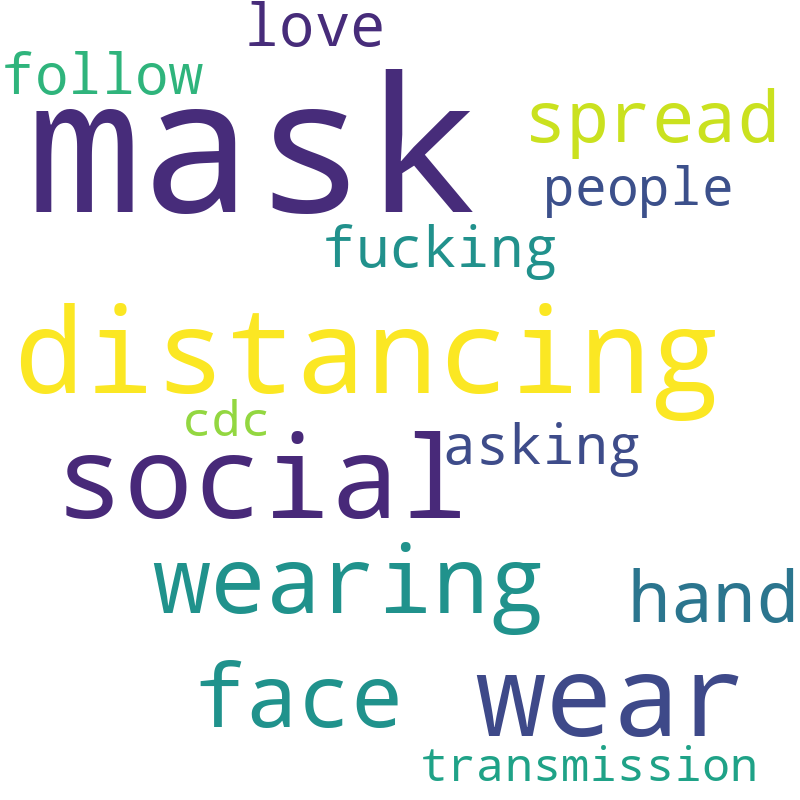 love
follow
mask
spread
people
fucking
distancing
cdc
asking
social
wearing
hand
face
wear
transmission